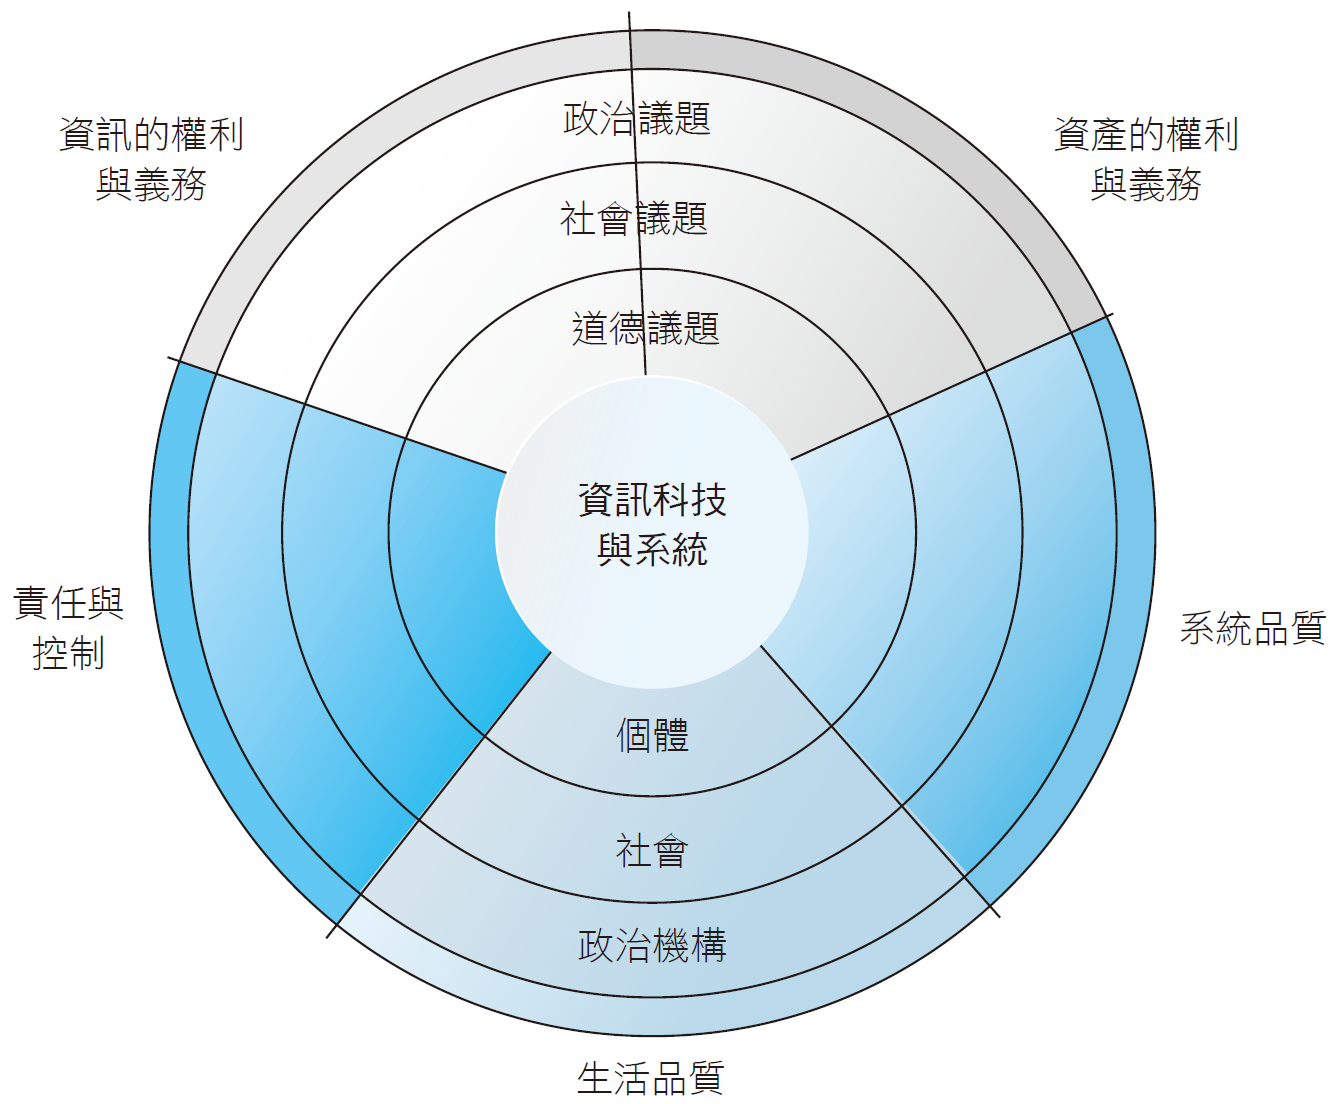 政治議題
資訊的權利
與義務
資產的權利
與義務
社會議題
道德議題
資訊科技
與系統
責任與
控制
系統品質
個體
社會
政治機構
生活品質